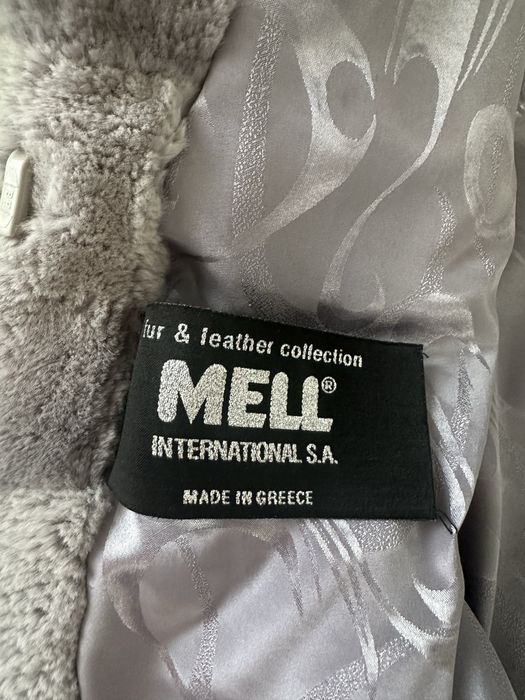 fur & leather collection
MELL®
INTERNATIONAL S.A.
MADE IN GREECE